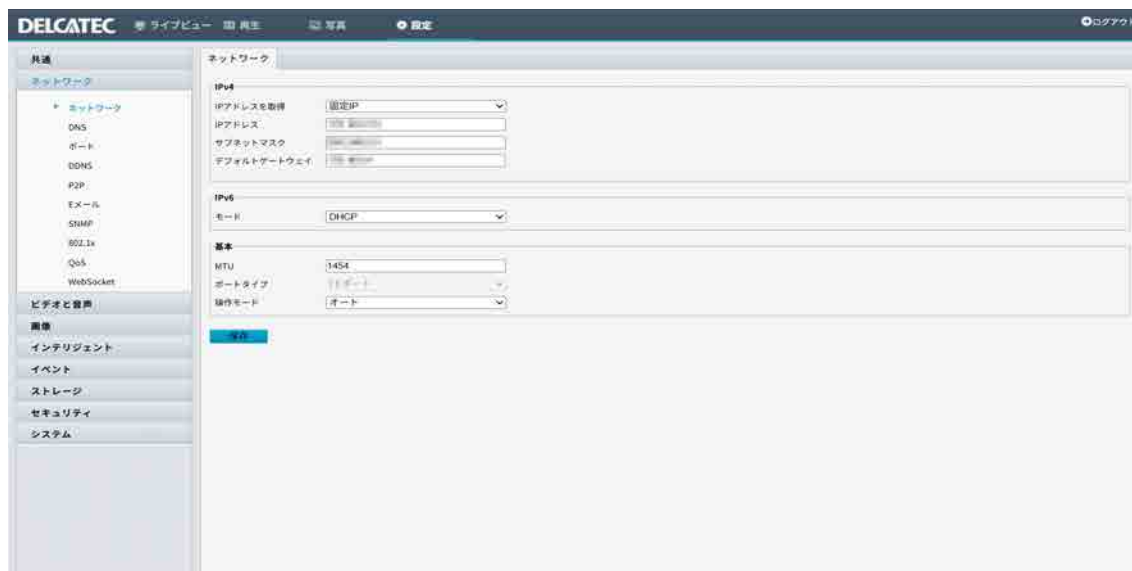 DELCATEC ライブビュー 再生 写真 設定 ログアウト
共通
ネットワーク
ネットワーク
DNS
ポート
DDNS
P2P
Eメール
SNMP
802.1x
QoS
WebSocket
ビデオと音声
画像
インテリジェント
イベント
ストレージ
セキュリティ
システム
ネットワーク
IPv4
IPアドレスを取得 固定IP
IPアドレス
サブネットマスク
デフォルトゲートウェイ
IPv6
モード DHCP
基本
MTU 1454
ポートタイプ
操作モード オート
保存